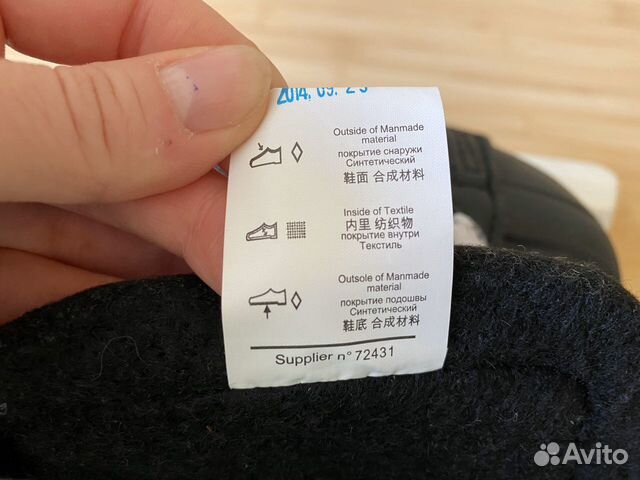 2014. 09. 23
Outside of Manmade
material
покрытие снаружи
Синтетический
鞋面 合成材料
Inside of Textile
内里 纺织物
покрытие внутри
Текстиль
Outsole of Manmade
material
покрытие подошвы
Синтетический
鞋底 合成材料
Supplier n° 72431
Avito